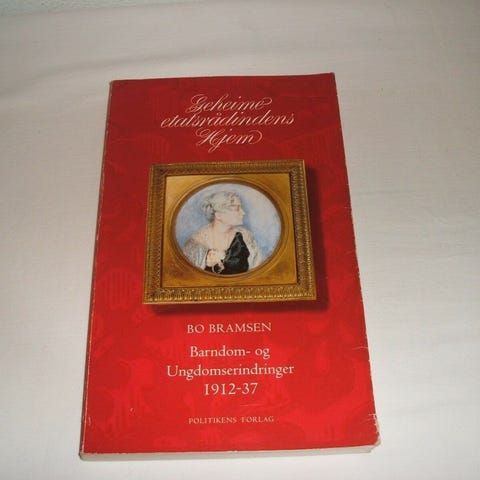 Geheime
etatsrådindens
Hjem
BO BRAMSEN
Barndom- og
Ungdomserindringer
1912-37
POLITIKENS FORLAG